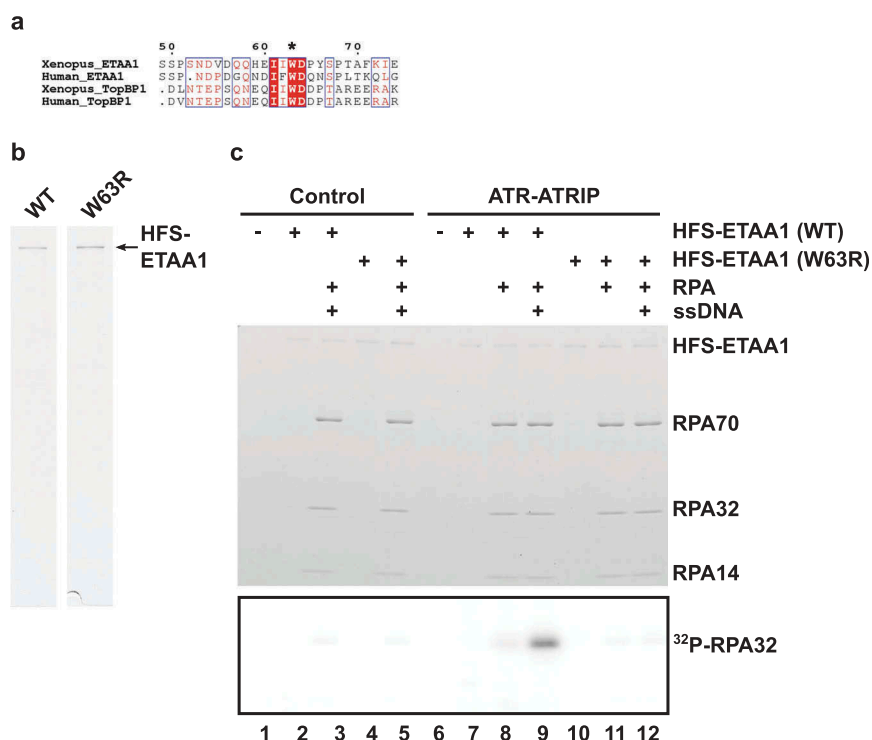 a
50 60 * 70
Xenopus_ETAA1 SSPSNDVDQQHEIIWDPYSPTAFKIE
Human_ETAA1 SSP.NDPDGQNDIFWDQNSPLTKQLG
Xenopus_TopBP1 .DLNTEPSQNEQIIWDDPTAREERAK
Human_TopBP1 .DVNTEPSQNEQIIWDDPTAREERAR
b
WT W63R
HFS-
ETAA1
c
Control ATR-ATRIP
- + + - + + + HFS-ETAA1 (WT)
+ + + + + HFS-ETAA1 (W63R)
+ + + + + + RPA
+ + + + ssDNA
HFS-ETAA1
RPA70
RPA32
RPA14
32P-RPA32
1 2 3 4 5 6 7 8 9 10 11 12